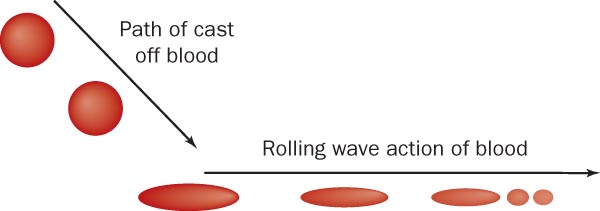 Path of cast
off blood
Rolling wave action of blood